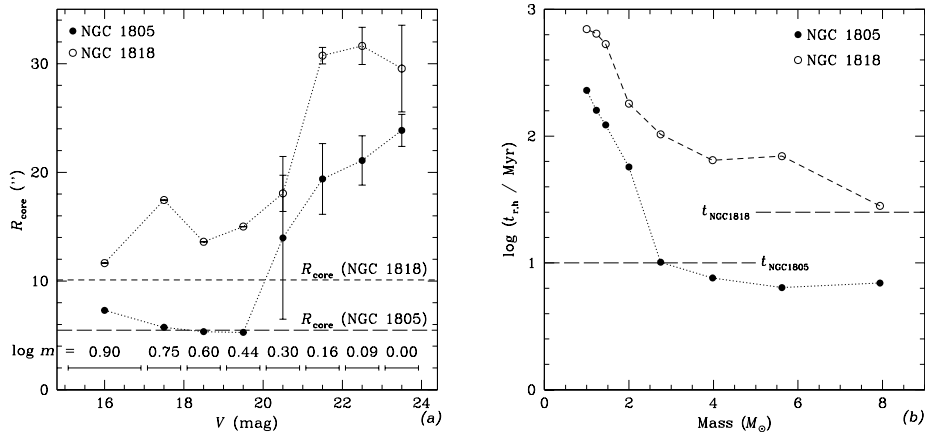 NGC 1805
NGC 1818
R_core (NGC 1818)
R_core (NGC 1805)
log m = 0.90 0.75 0.60 0.44 0.30 0.16 0.09 0.00
0 10 20 30
R_core (")
16 18 20 22 24
V (mag)
(a)
NGC 1805
NGC 1818
t_NGC1818
t_NGC1805
0 1 2 3
log (t_r,h / Myr)
0 2 4 6 8
Mass (M_⊙)
(b)